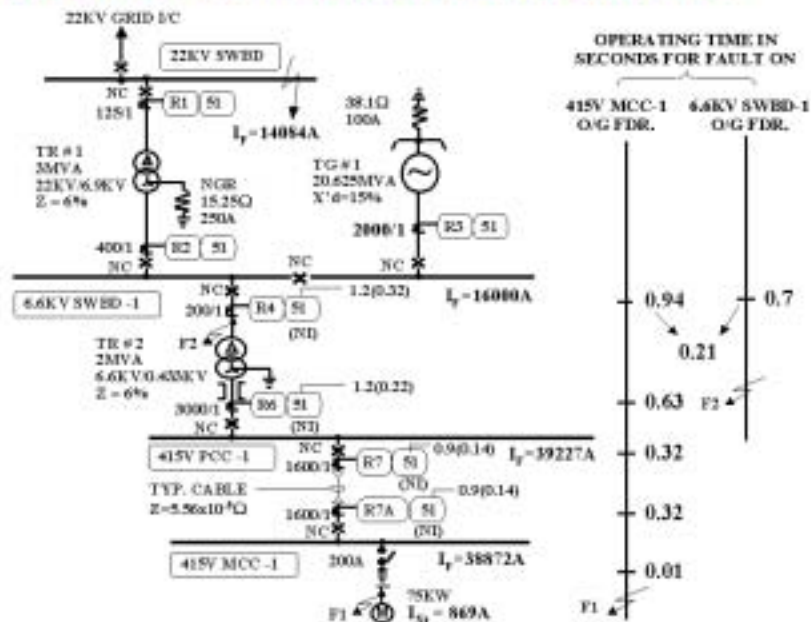 22KV GRID I/C
22KV SWBD
NC
125/1
R1 51
I_F=14084A
TR #1
3MVA
22KV/6.9KV
Z = 6%
NGR
15.25Ω
250A
400/1
R2 51
NC
38.1Ω
100A
TG #1
20.625MVA
X'd=15%
2000/1
R3 51
NC
NC
6.6KV SWBD -1
1.2(0.32)
I_F=16000A
NC
200/1
R4 51
(NI)
F2
TR #2
2MVA
6.6KV/0.433KV
Z = 6%
1.2(0.22)
3000/1
R6 51
(NI)
NC
415V PCC -1
NC
0.9(0.14)
I_F=39227A
1600/1
R7 51
(NI)
TYP. CABLE
0.9(0.14)
1600/1
R7A 51
(NI)
NC
415V MCC -1
200A
I_F=38872A
F1
75KW
M
I_St = 869A
OPERATING TIME IN
SECONDS FOR FAULT ON
415V MCC-1 6.6KV SWBD-1
O/G FDR. O/G FDR.
0.94 0.7
0.21
0.63
F2
0.32
0.32
0.01
F1